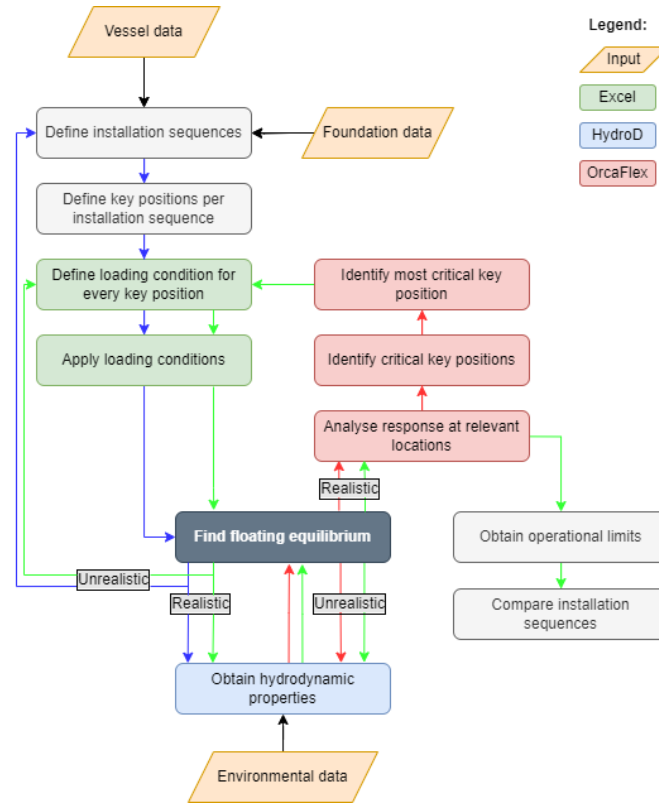 Vessel data
Legend:
Input
Excel
HydroD
OrcaFlex
Define installation sequences
Foundation data
Define key positions per
installation sequence
Define loading condition for
every key position
Identify most critical key
position
Apply loading conditions
Identify critical key positions
Analyse response at relevant
locations
Realistic
Find floating equilibrium
Obtain operational limits
Unrealistic
Realistic
Unrealistic
Compare installation
sequences
Obtain hydrodynamic
properties
Environmental data